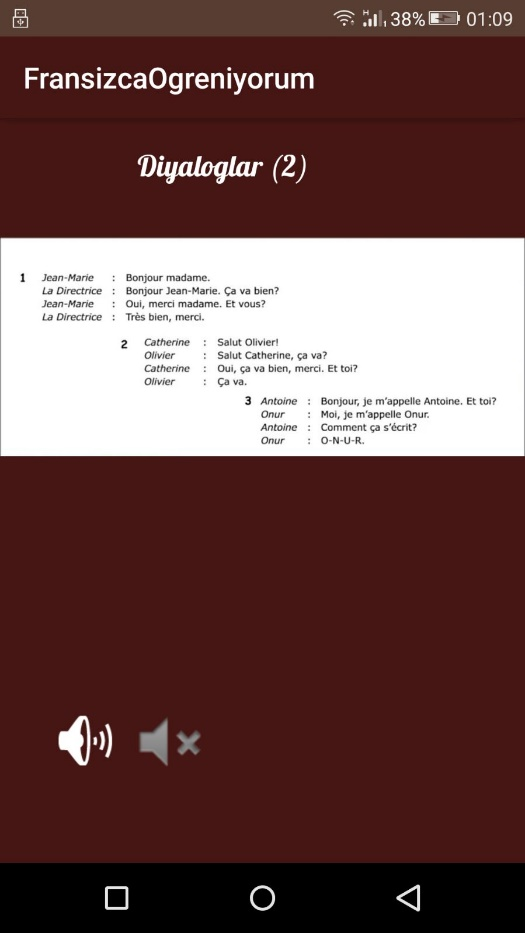 38% 01:09
FransizcaOgreniyorum
Diyaloglar (2)
1 Jean-Marie : Bonjour madame.
La Directrice : Bonjour Jean-Marie. Ça va bien?
Jean-Marie : Oui, merci madame. Et vous?
La Directrice : Très bien, merci.
2 Catherine : Salut Olivier!
Olivier : Salut Catherine, ça va?
Catherine : Oui, ça va bien, merci. Et toi?
Olivier : Ça va.
3 Antoine : Bonjour, je m'appelle Antoine. Et toi?
Onur : Moi, je m'appelle Onur.
Antoine : Comment ça s'écrit?
Onur : O-N-U-R.